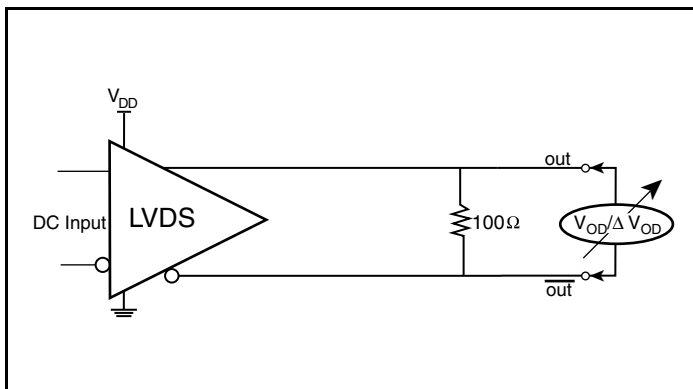 VDD
out
DC Input
LVDS
100Ω
VOD/Δ VOD
out